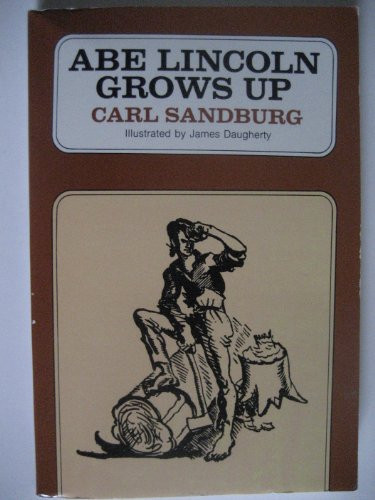 ABE LINCOLN
GROWS UP
CARL SANDBURG
Illustrated by James Daugherty